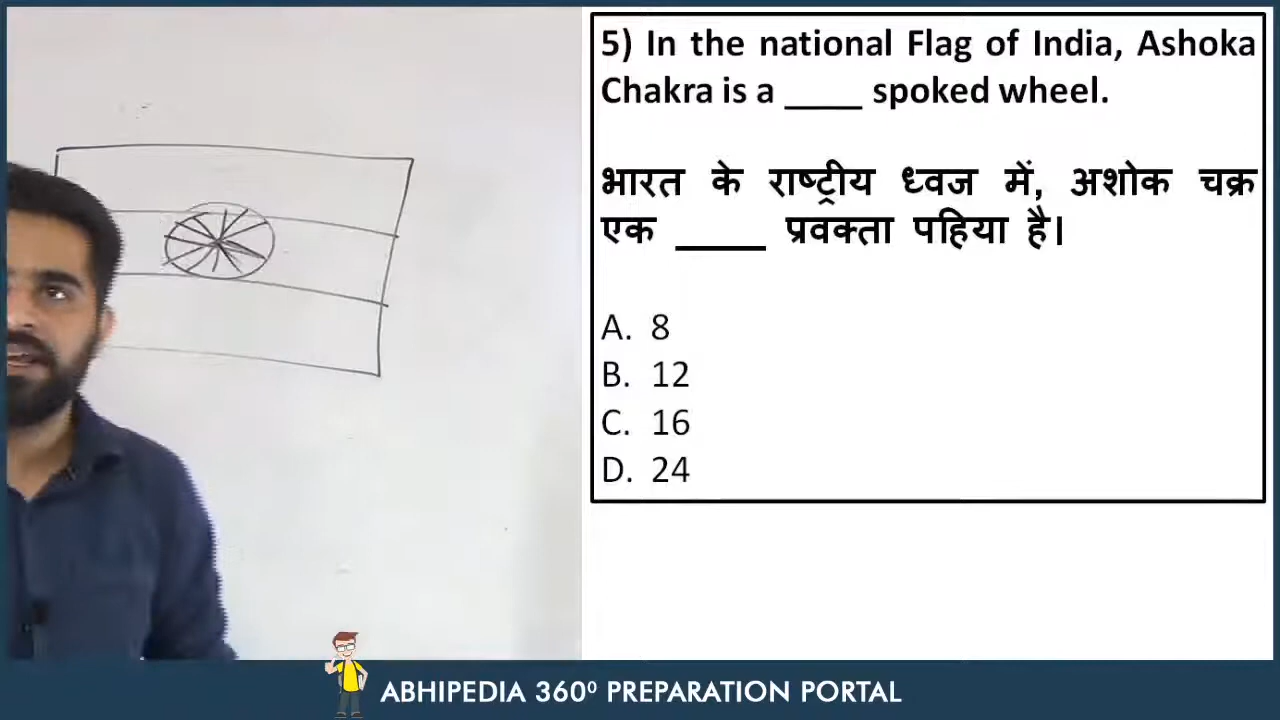 5) In the national Flag of India, Ashoka
Chakra is a ____ spoked wheel.
भारत के राष्ट्रीय ध्वज में, अशोक चक्र
एक _____ प्रवक्ता पहिया है।
A. 8
B. 12
C. 16
D. 24
ABHIPEDIA 360⁰ PREPARATION PORTAL